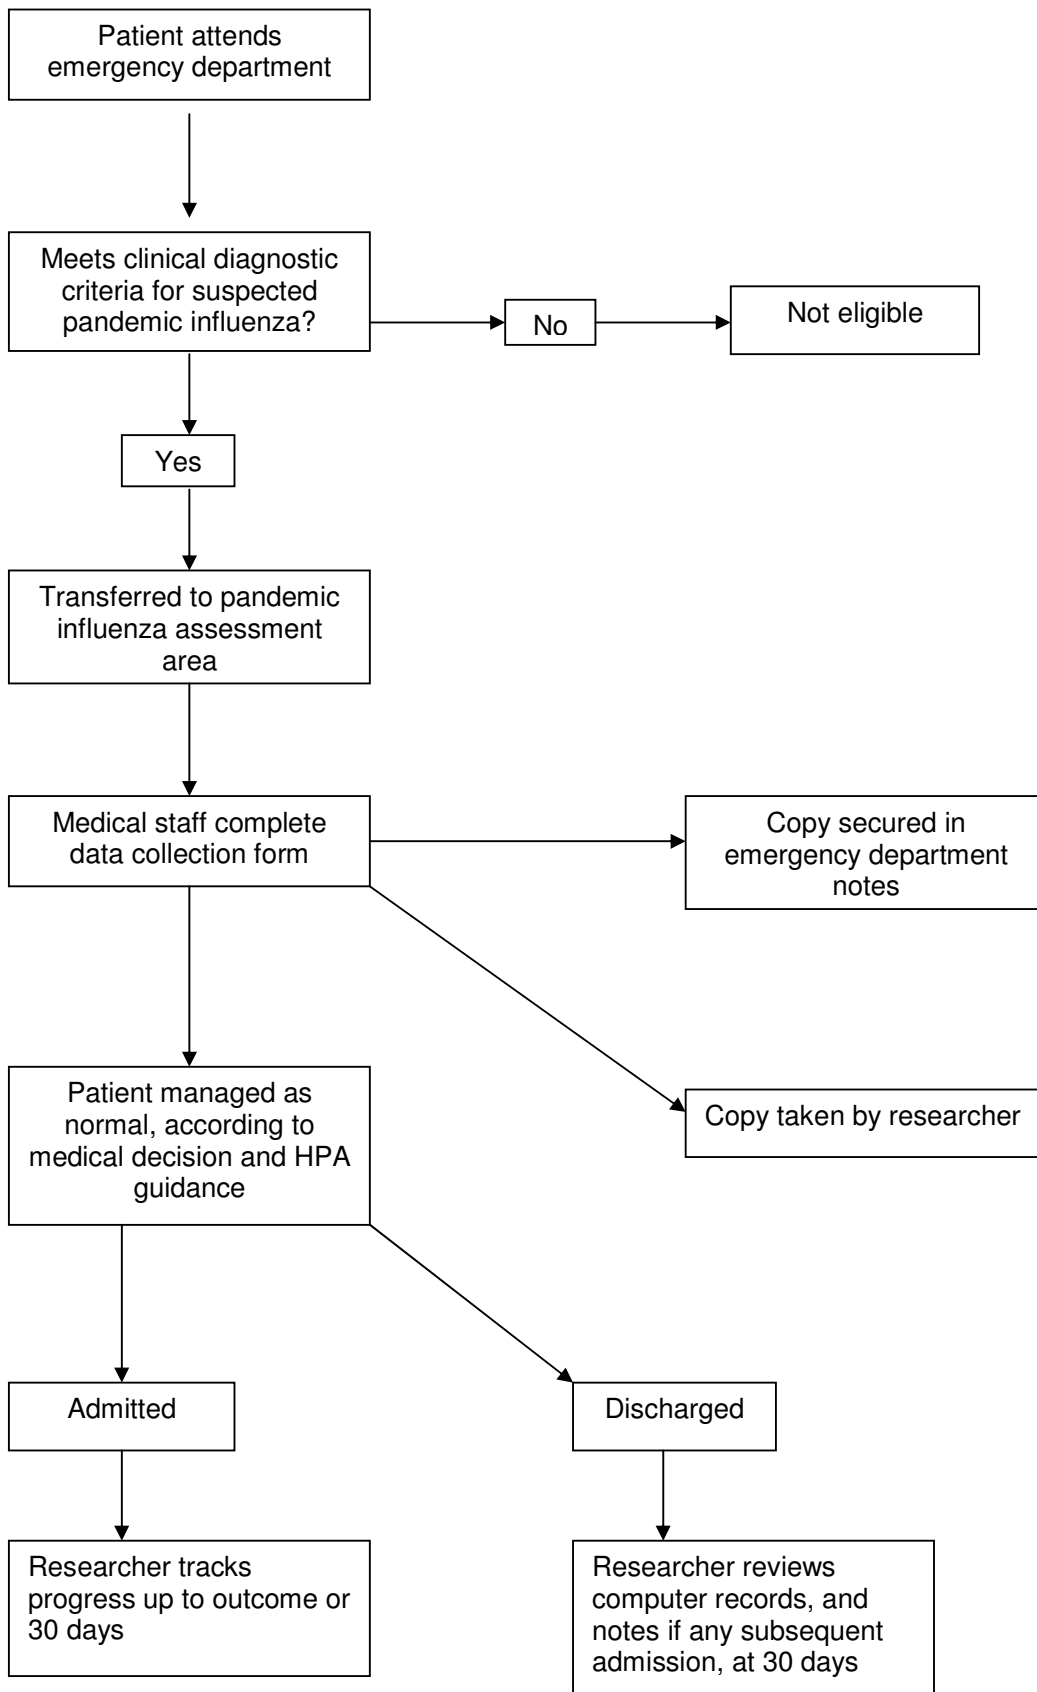 Patient attends
emergency department
Meets clinical diagnostic
criteria for suspected
pandemic influenza?
No
Not eligible
Yes
Transferred to pandemic
influenza assessment
area
Medical staff complete
data collection form
Copy secured in
emergency department
notes
Copy taken by researcher
Patient managed as
normal, according to
medical decision and HPA
guidance
Admitted
Discharged
Researcher tracks
progress up to outcome or
30 days
Researcher reviews
computer records, and
notes if any subsequent
admission, at 30 days